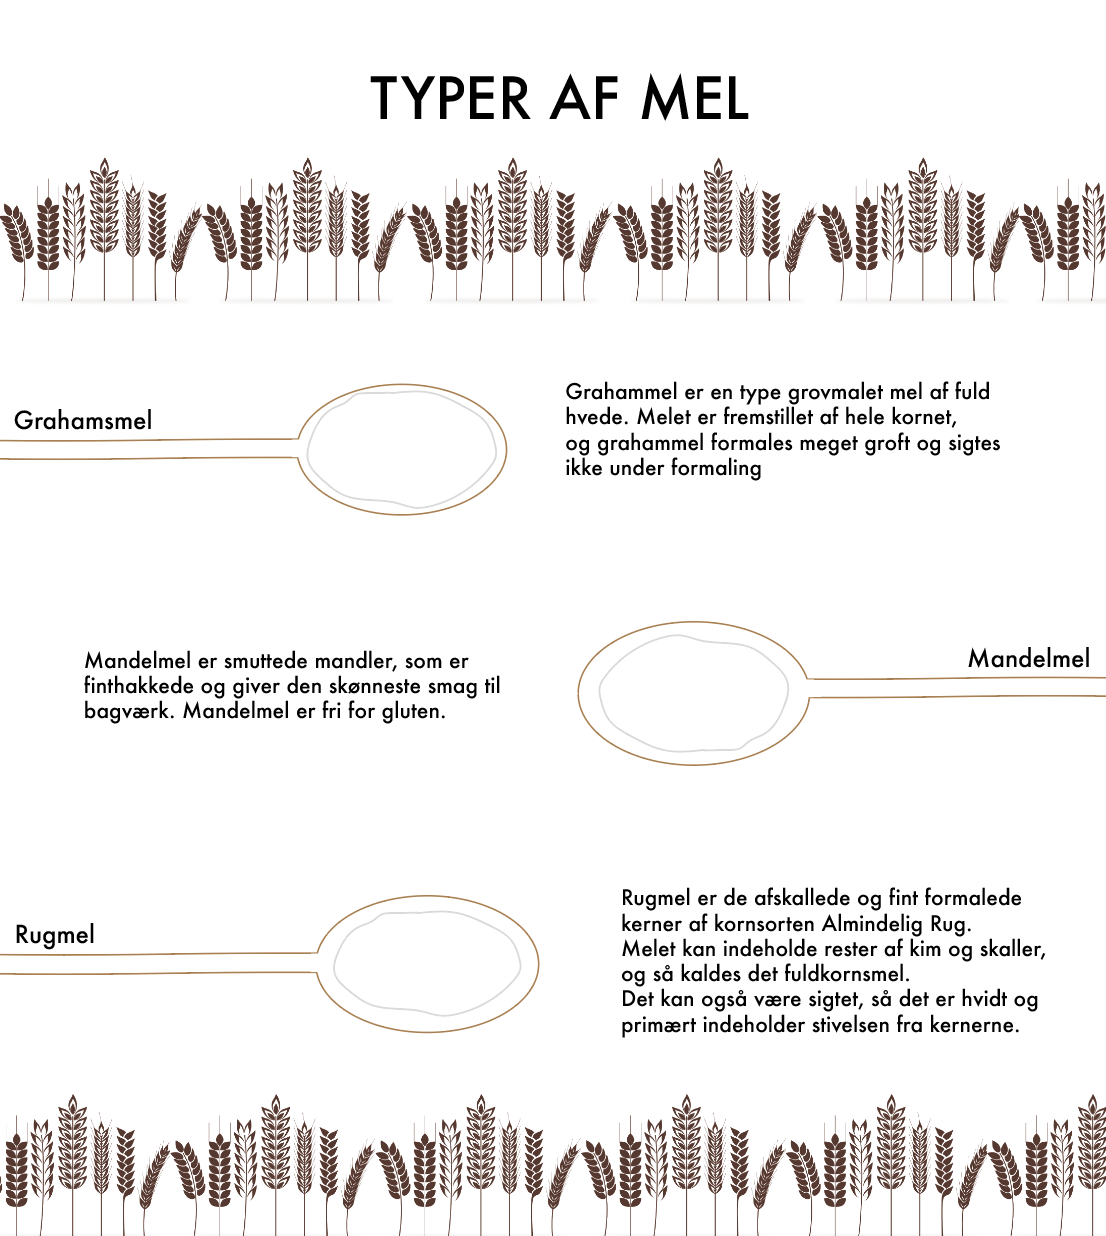 TYPER AF MEL
Grahamsmel
Grahammel er en type grovmalet mel af fuld
hvede. Melet er fremstillet af hele kornet,
og grahammel formales meget groft og sigtes
ikke under formaling
Mandelmel er smuttede mandler, som er
finthakkede og giver den skønneste smag til
bagværk. Mandelmel er fri for gluten.
Mandelmel
Rugmel
Rugmel er de afskallede og fint formalede
kerner af kornsorten Almindelig Rug.
Melet kan indeholde rester af kim og skaller,
og så kaldes det fuldkornsmel.
Det kan også være sigtet, så det er hvidt og
primært indeholder stivelsen fra kernerne.